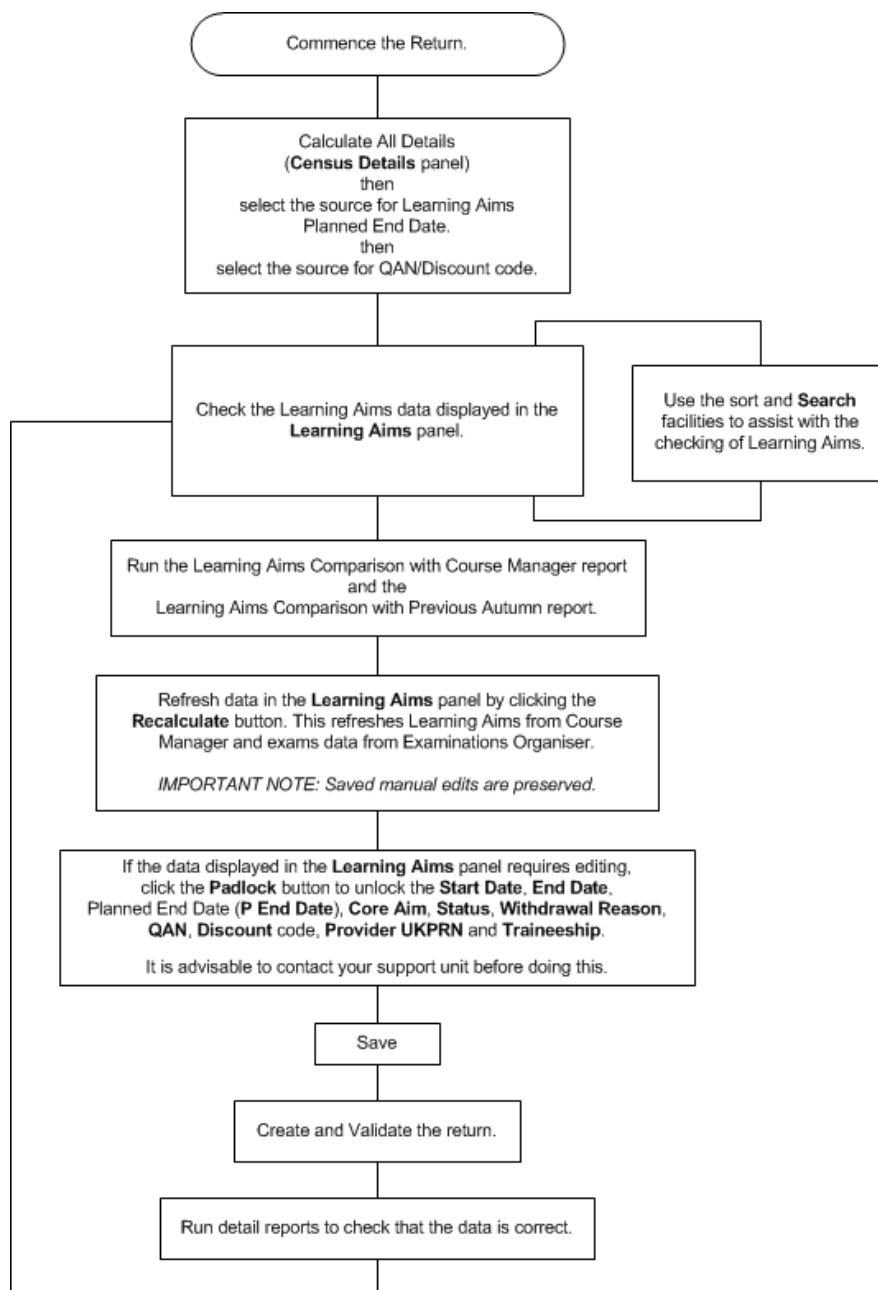 Commence the Return.
Calculate All Details
(Census Details panel)
then
select the source for Learning Aims
Planned End Date.
then
select the source for QAN/Discount code.
Check the Learning Aims data displayed in the
Learning Aims panel.
Use the sort and Search
facilities to assist with the
checking of Learning Aims.
Run the Learning Aims Comparison with Course Manager report
and the
Learning Aims Comparison with Previous Autumn report.
Refresh data in the Learning Aims panel by clicking the
Recalculate button. This refreshes Learning Aims from Course
Manager and exams data from Examinations Organiser.
IMPORTANT NOTE: Saved manual edits are preserved.
If the data displayed in the Learning Aims panel requires editing,
click the Padlock button to unlock the Start Date, End Date,
Planned End Date (P End Date), Core Aim, Status, Withdrawal Reason,
QAN, Discount code, Provider UKPRN and Traineeship.
It is advisable to contact your support unit before doing this.
Save
Create and Validate the return.
Run detail reports to check that the data is correct.